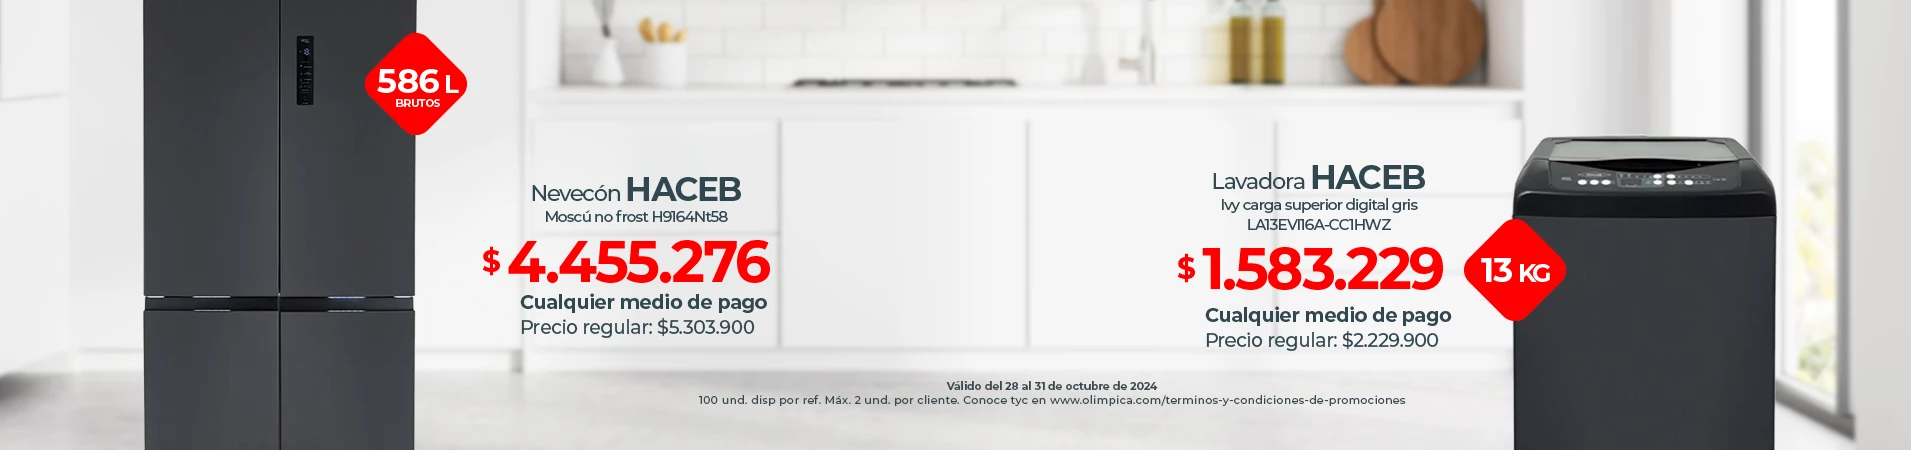 586 L
BRUTOS
Nevecón HACEB
Moscú no frost H9164Nt58
$ 4.455.276
Cualquier medio de pago
Precio regular: $5.303.900
Lavadora HACEB
Ivy carga superior digital gris
LA13EVI16A-CC1HWZ
$ 1.583.229
Cualquier medio de pago
Precio regular: $2.229.900
13 KG
Válido del 28 al 31 de octubre de 2024
100 und. disp por ref. Máx. 2 und. por cliente. Conoce tyc en www.olimpica.com/terminos-y-condiciones-de-promociones